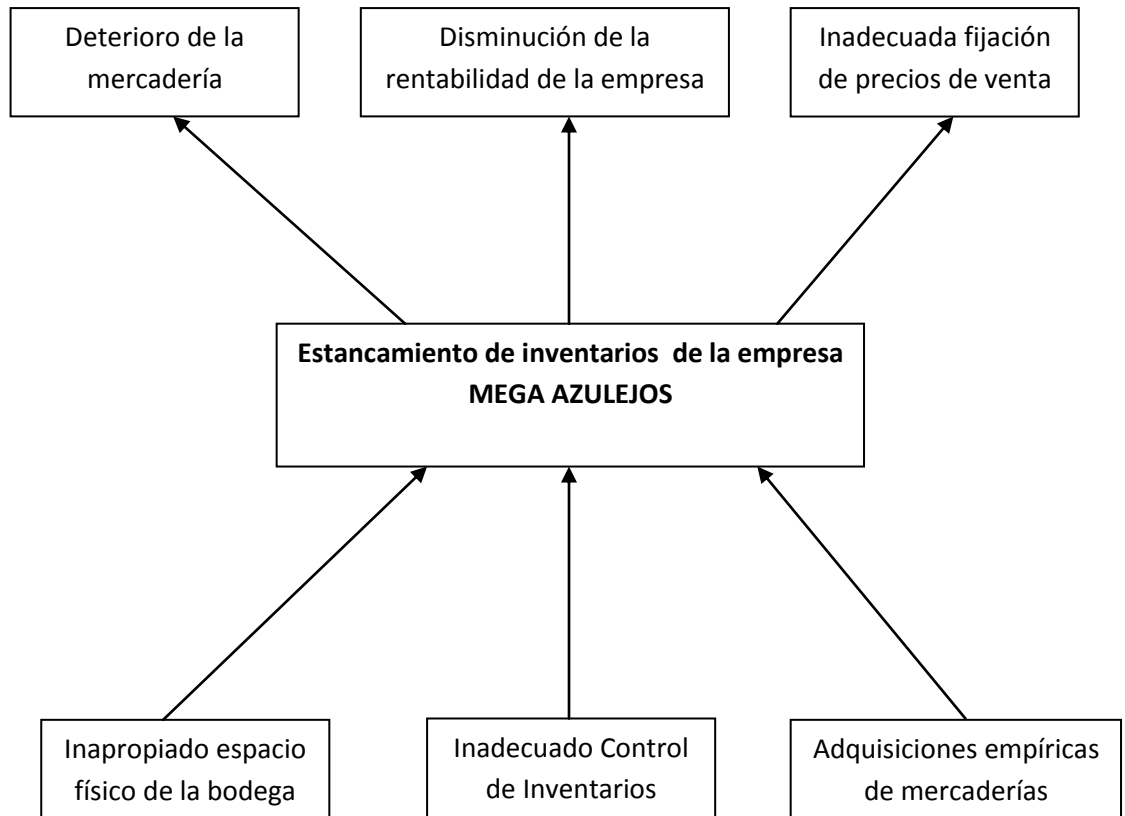 Deterioro de la
mercadería
Disminución de la
rentabilidad de la empresa
Inadecuada fijación
de precios de venta
Estancamiento de inventarios de la empresa
MEGA AZULEJOS
Inapropiado espacio
físico de la bodega
Inadecuado Control
de Inventarios
Adquisiciones empíricas
de mercaderías